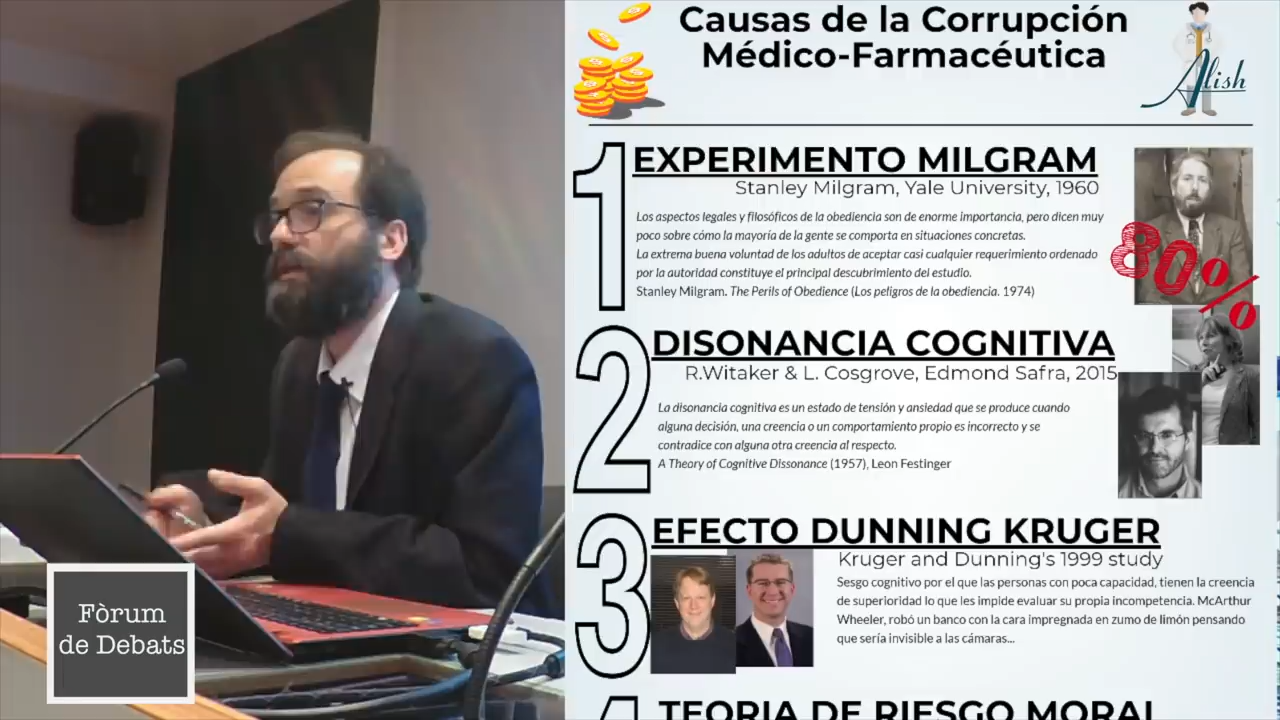 Causas de la Corrupción
Médico-Farmacéutica
Alish
1
EXPERIMENTO MILGRAM
Stanley Milgram, Yale University, 1960
Los aspectos legales y filosóficos de la obediencia son de enorme importancia, pero dicen muy
poco sobre cómo la mayoría de la gente se comporta en situaciones concretas.
La extrema buena voluntad de los adultos de aceptar casi cualquier requerimiento ordenado
por la autoridad constituye el principal descubrimiento del estudio.
Stanley Milgram. The Perils of Obedience (Los peligros de la obediencia. 1974)
80%
2
DISONANCIA COGNITIVA
R.Witaker & L. Cosgrove, Edmond Safra, 2015
La disonancia cognitiva es un estado de tensión y ansiedad que se produce cuando
alguna decisión, una creencia o un comportamiento propio es incorrecto y se
contradice con alguna otra creencia al respecto.
A Theory of Cognitive Dissonance (1957), Leon Festinger
3
EFECTO DUNNING KRUGER
Kruger and Dunning's 1999 study
Sesgo cognitivo por el que las personas con poca capacidad, tienen la creencia
de superioridad lo que les impide evaluar su propia incompetencia. McArthur
Wheeler, robó un banco con la cara impregnada en zumo de limón pensando
que sería invisible a las cámaras...
4
TEORIA DE RIESGO MORAL
Fòrum
de Debats